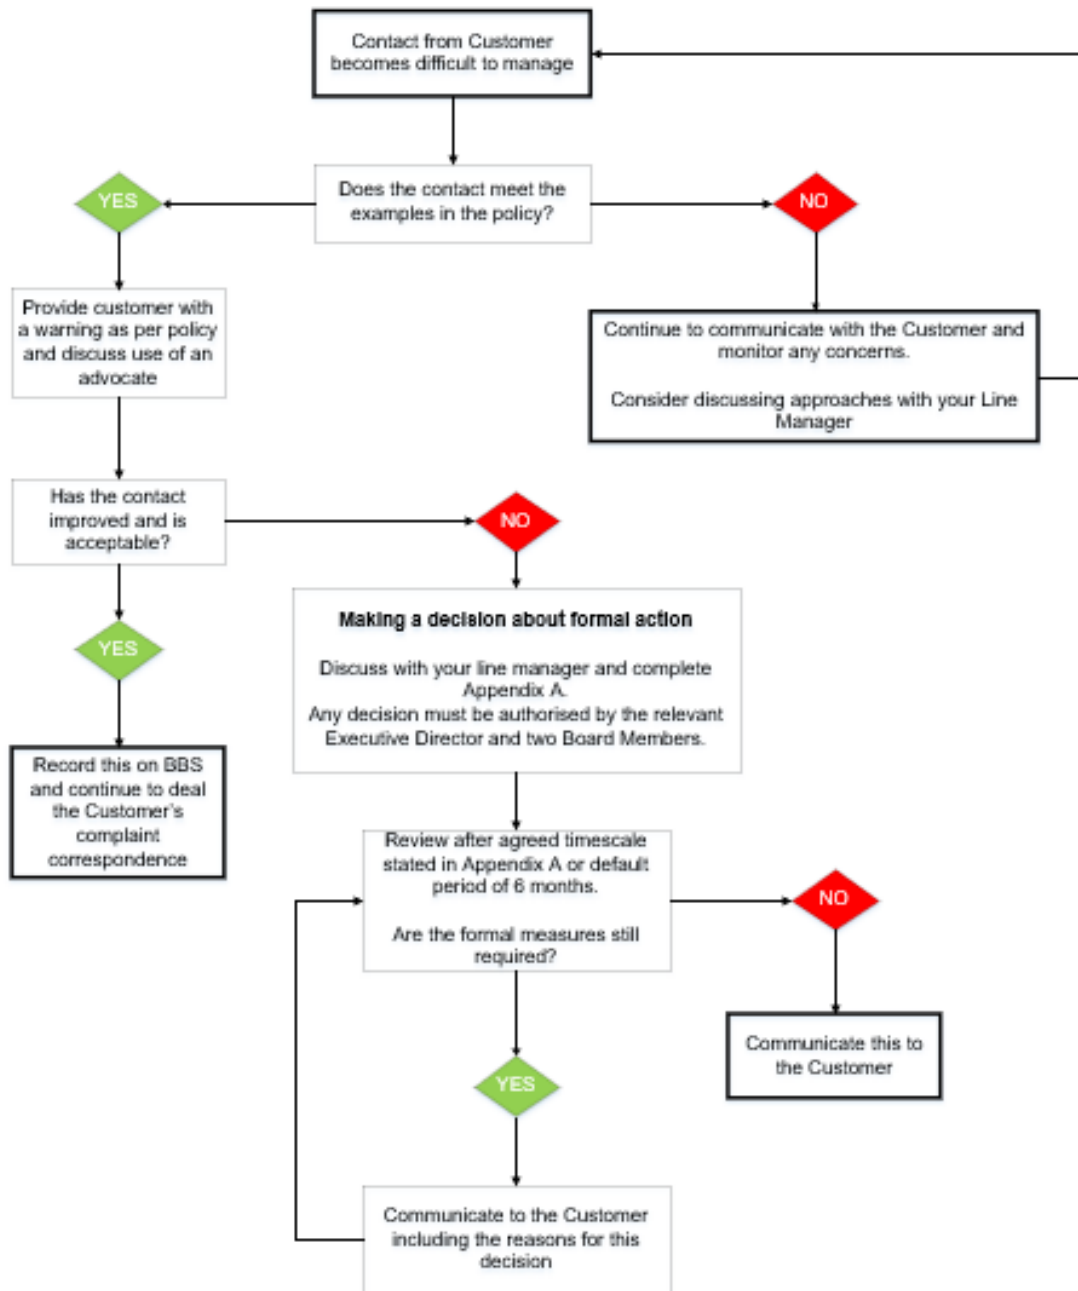 Contact from Customer
becomes difficult to manage
Does the contact meet the
examples in the policy?
YES
NO
Provide customer with
a warning as per policy
and discuss use of an
advocate
Continue to communicate with the Customer and
monitor any concerns.
Consider discussing approaches with your Line
Manager
Has the contact
improved and is
acceptable?
NO
YES
Making a decision about formal action
Discuss with your line manager and complete
Appendix A.
Any decision must be authorised by the relevant
Executive Director and two Board Members.
Record this on BBS
and continue to deal
the Customer's
complaint
correspondence
Review after agreed timescale
stated in Appendix A or default
period of 6 months.
Are the formal measures still
required?
NO
Communicate this to
the Customer
YES
Communicate to the Customer
including the reasons for this
decision